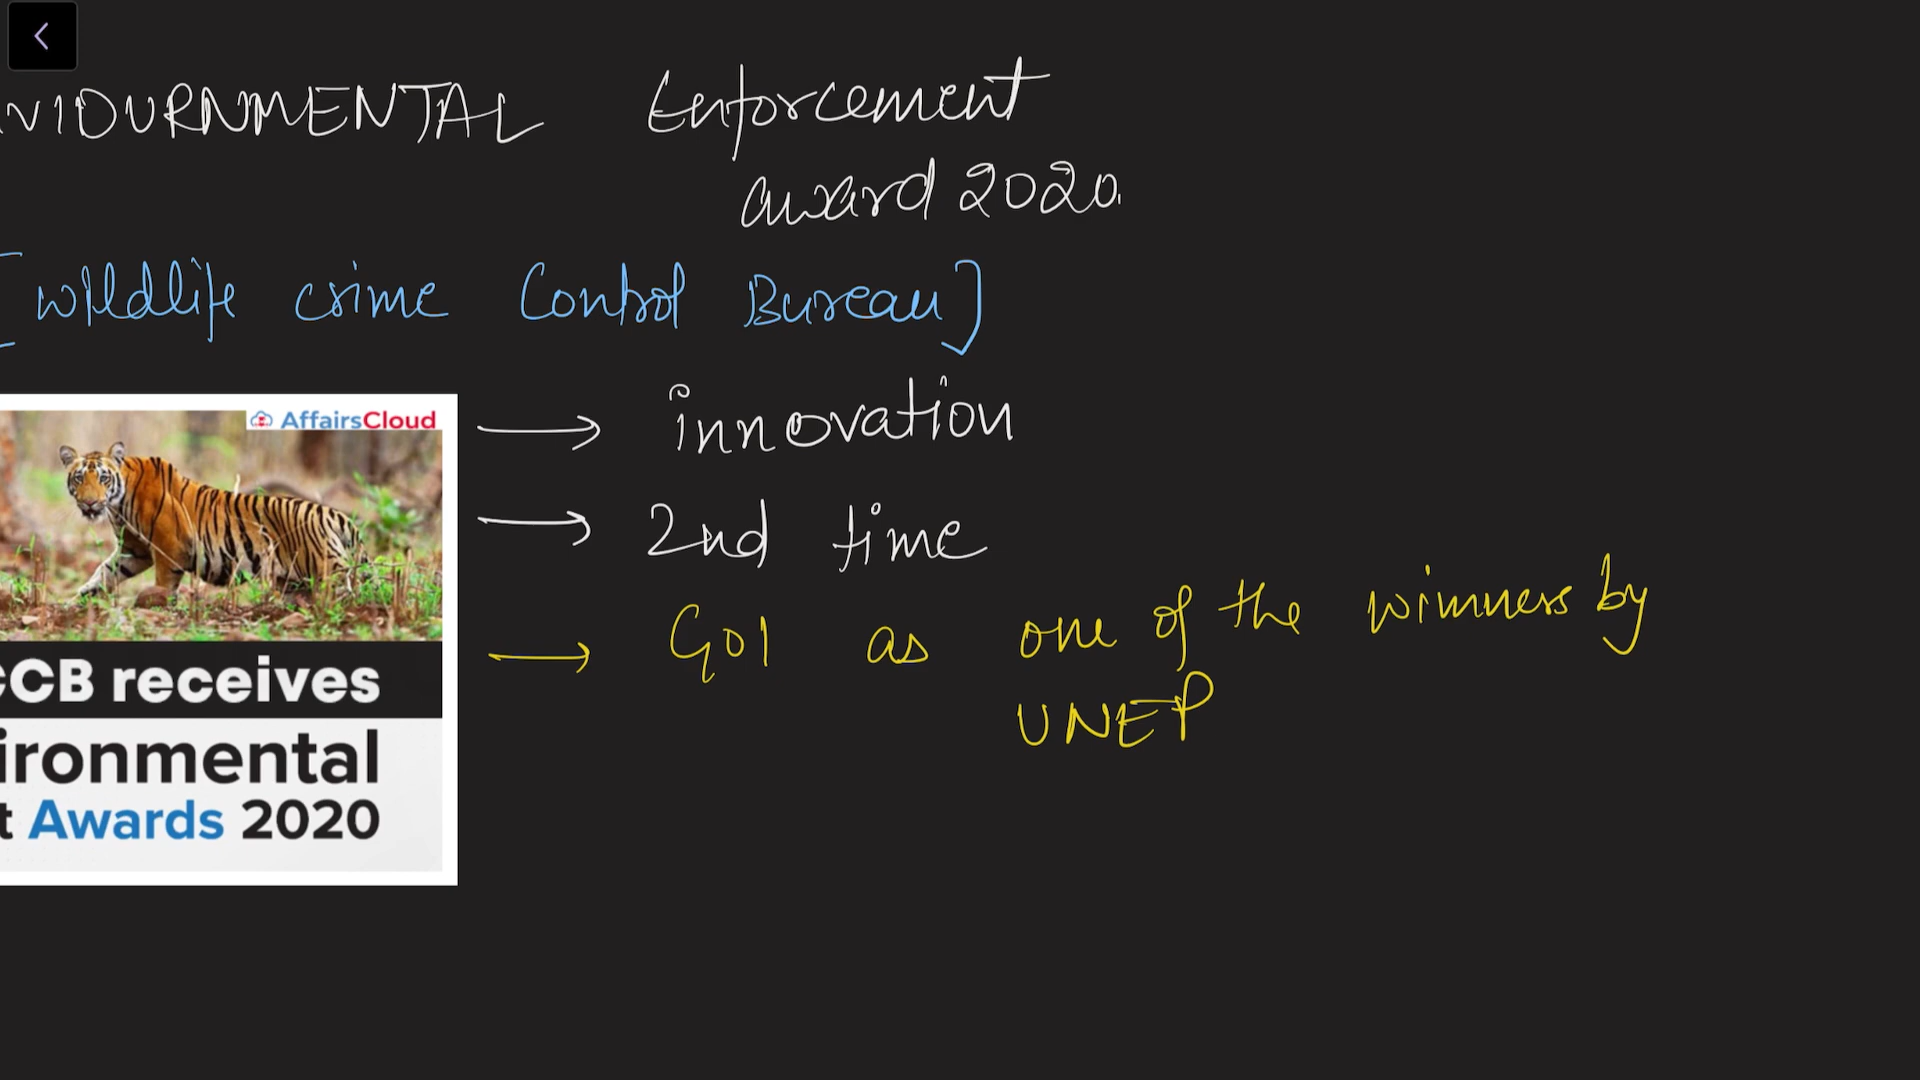 NVIOURNMENTAL Enforcement
award 2020.
[wildlife crime Control Bureau]
AffairsCloud
→ innovation
→ 2nd time
→ GOI as one of the winners by
UNEP
CCB receives
ironmental
t Awards 2020